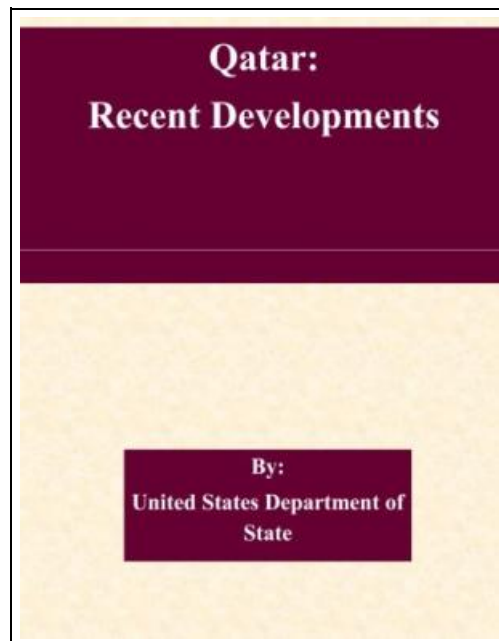 Qatar:
Recent Developments
By:
United States Department of
State